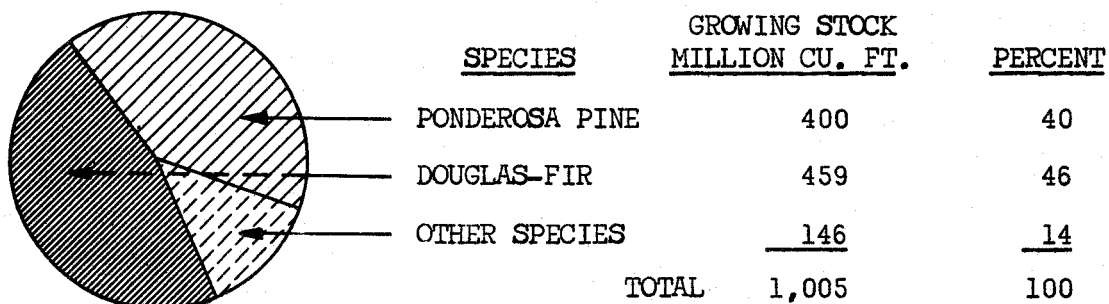 GROWING STOCK
SPECIES MILLION CU. FT. PERCENT
PONDEROSA PINE 400 40
DOUGLAS-FIR 459 46
OTHER SPECIES 146 14
TOTAL 1,005 100